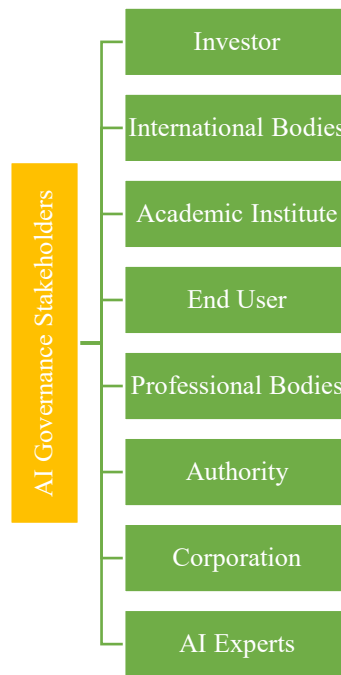 AI Governance Stakeholders
Investor
International Bodies
Academic Institute
End User
Professional Bodies
Authority
Corporation
AI Experts